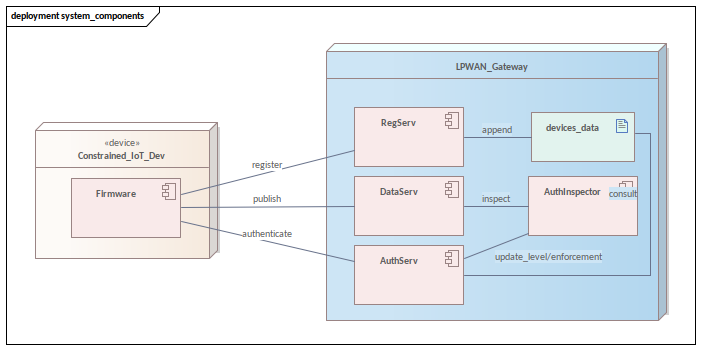 deployment system_components
LPWAN_Gateway
RegServ
append
devices_data
«device»
Constrained_IoT_Dev
register
Firmware
DataServ
inspect
AuthInspector
consult
publish
authenticate
AuthServ
update_level/enforcement